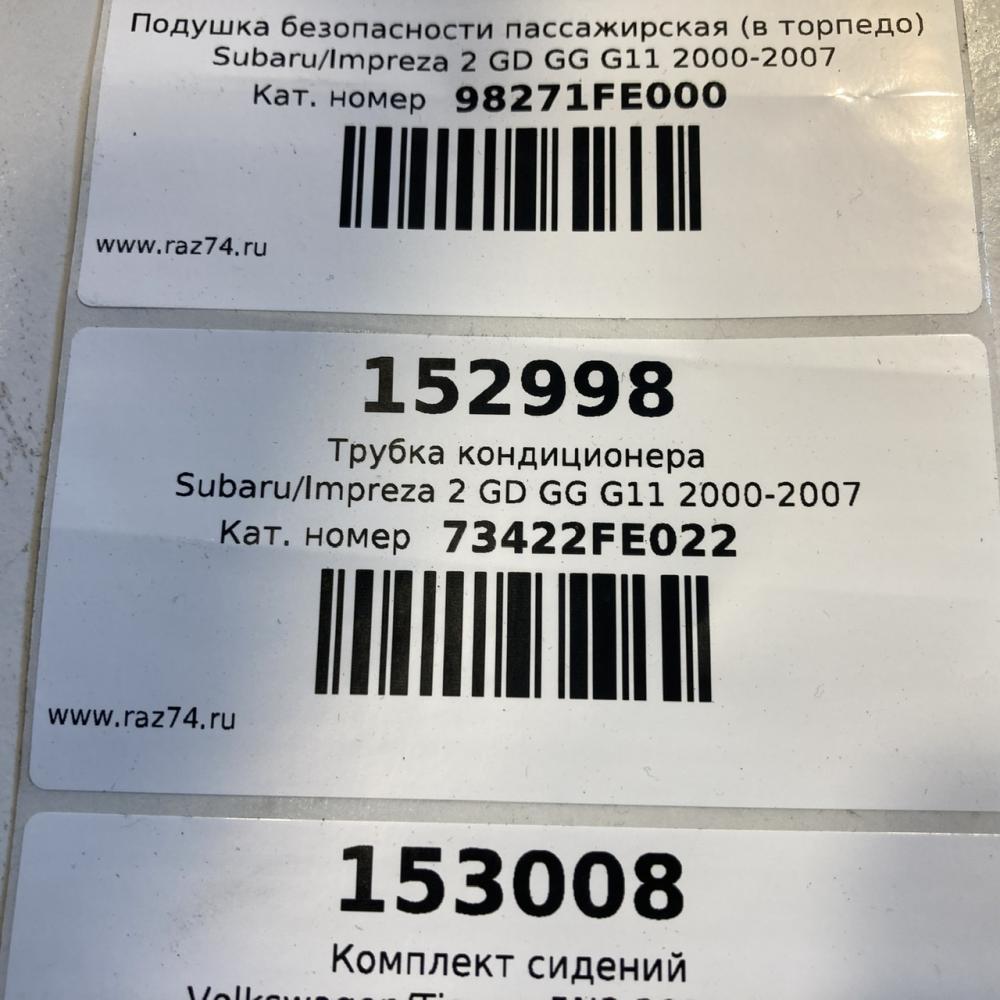 Подушка безопасности пассажирская (в торпедо)
Subaru/Impreza 2 GD GG G11 2000-2007
Кат. номер 98271FE000
www.raz74.ru
152998
Трубка кондиционера
Subaru/Impreza 2 GD GG G11 2000-2007
Кат. номер 73422FE022
www.raz74.ru
153008
Комплект сидений